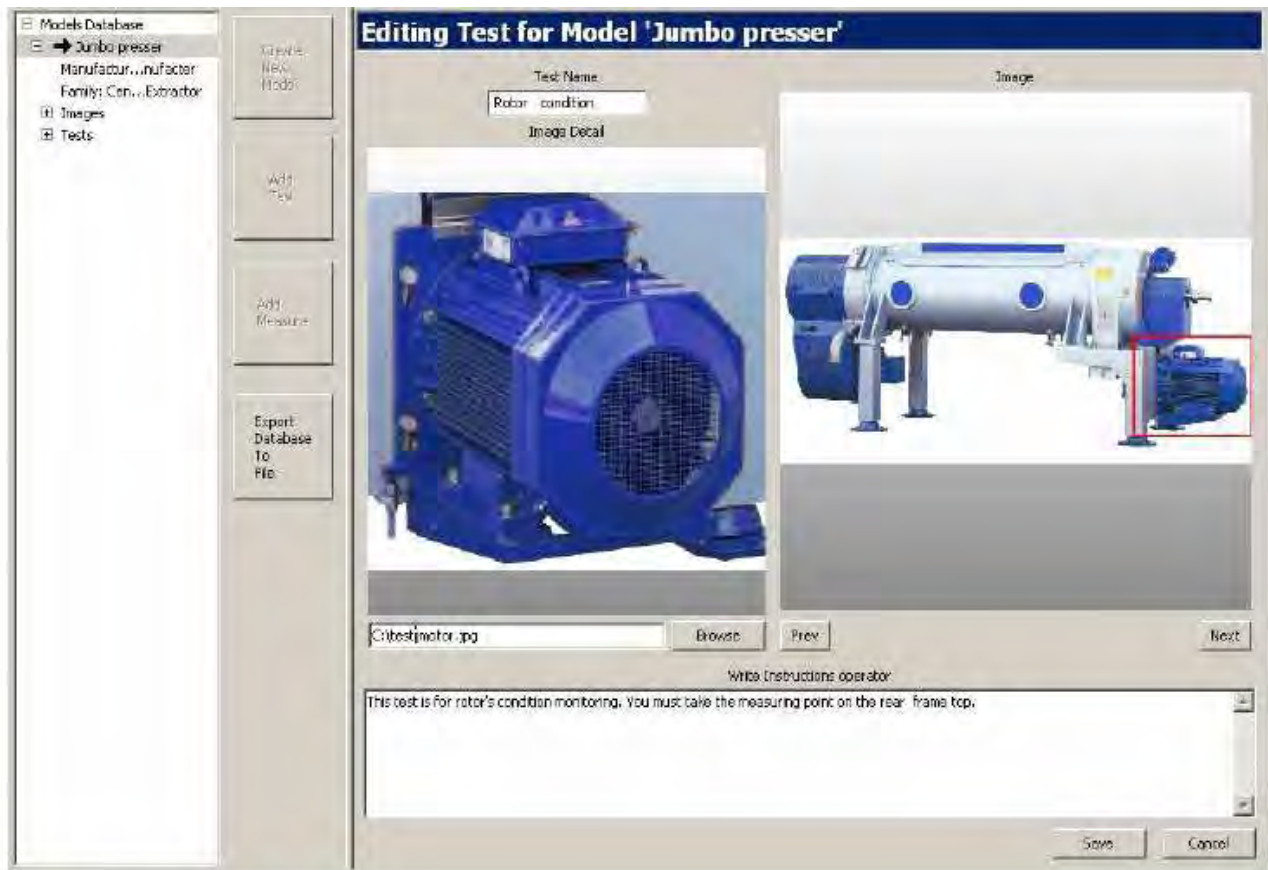 Models Database
Jumbo presser
Manufactur...nufacter
Family: Cen...Extractor
Images
Tests
Create
New
Model
Add
Test
Add
Measure
Export
Database
To
File
Editing Test for Model 'Jumbo presser'
Test Name
Rotor condition
Image Detail
Image
C:\test\motor.jpg
Browse
Prev
Next
Write Instructions operator
This test is for rotor's condition monitoring. You must take the measuring point on the rear frame top.
Save
Cancel